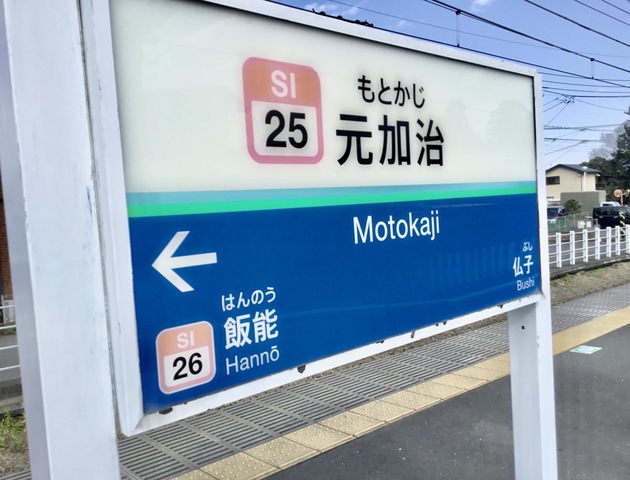 SI
25
もとかじ
元加治
Motokaji
←
はんのう
飯能
Hannō
SI
26
ぶし
仏子
Bushi